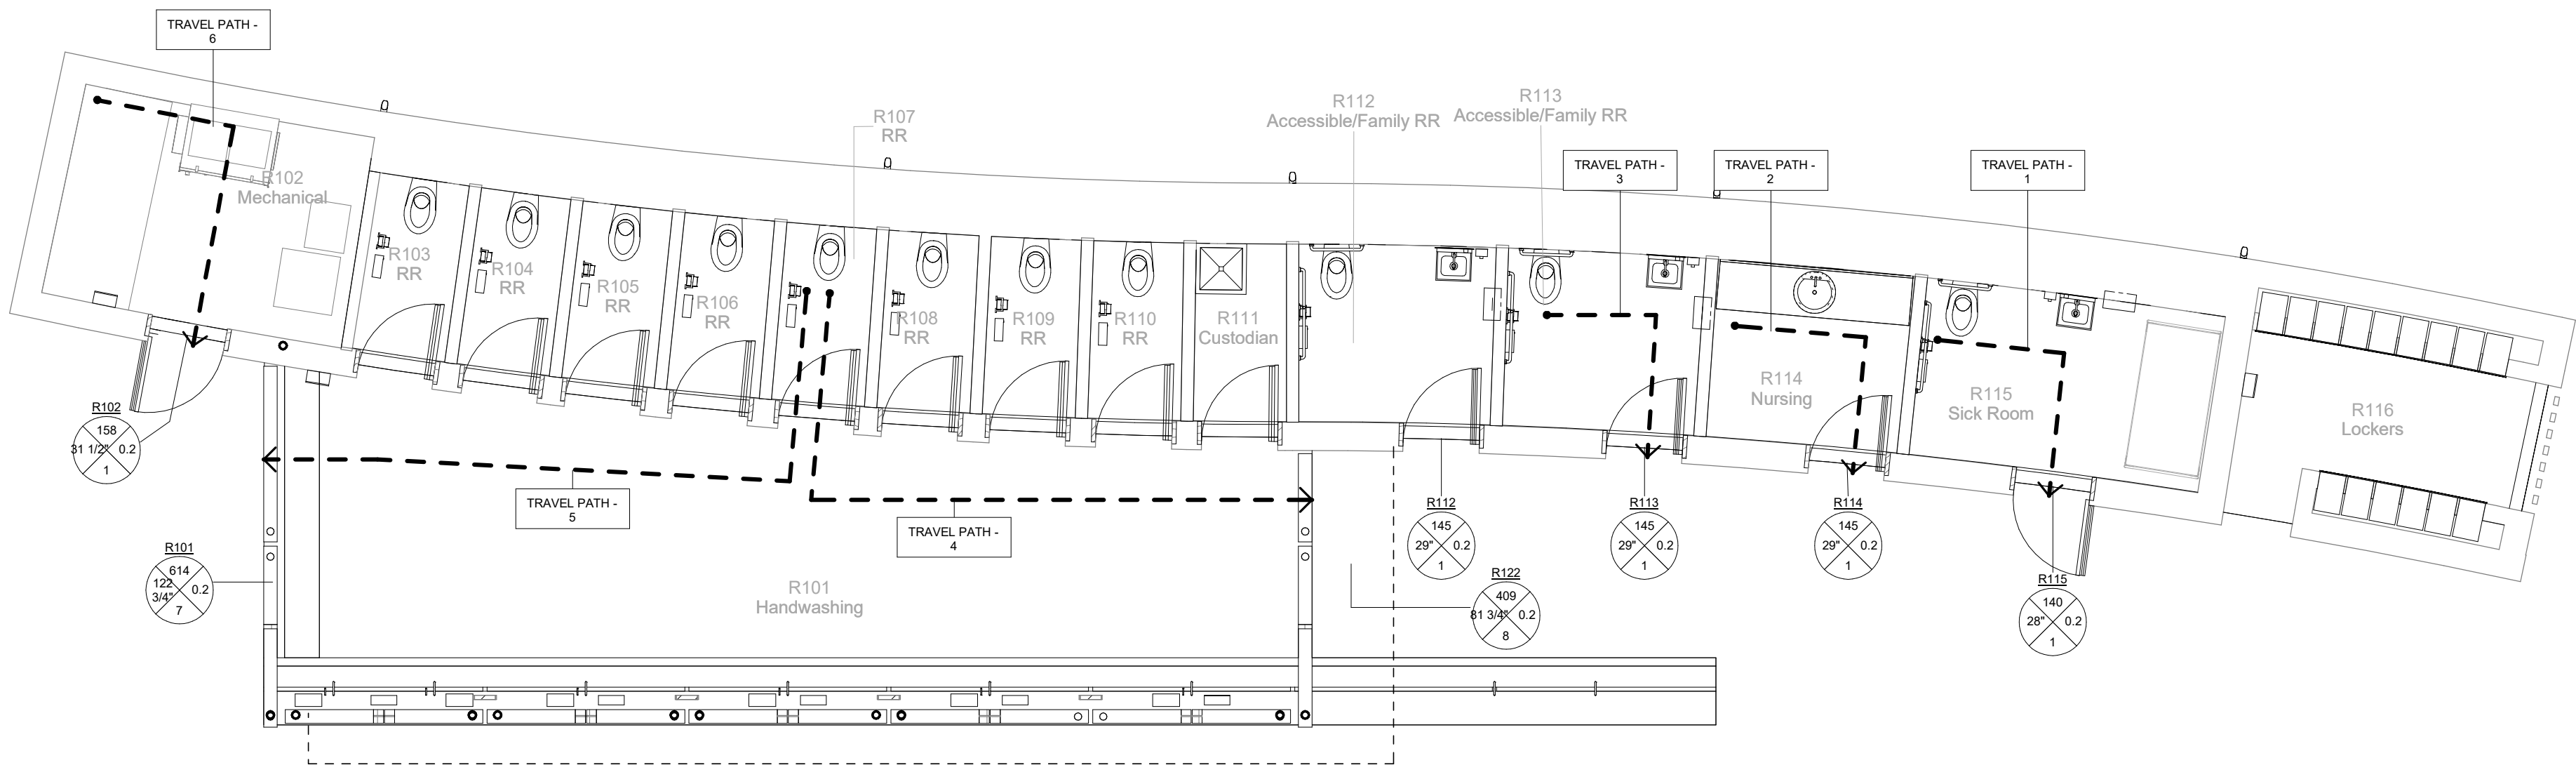 TRAVEL PATH -
6
R107
RR
R112
Accessible/Family RR
R113
Accessible/Family RR
TRAVEL PATH -
3
TRAVEL PATH -
2
TRAVEL PATH -
1
R102
Mechanical
R103
RR
R104
RR
R105
RR
R106
RR
R108
RR
R109
RR
R110
RR
R111
Custodian
R114
Nursing
R115
Sick Room
R116
Lockers
R102
158
31 1/2" 0.2
1
TRAVEL PATH -
5
TRAVEL PATH -
4
R112
145
29" 0.2
1
R113
145
29" 0.2
1
R114
145
29" 0.2
1
R101
614
122
3/4" 0.2
7
R101
Handwashing
R122
409
81 3/4" 0.2
8
R115
140
28" 0.2
1